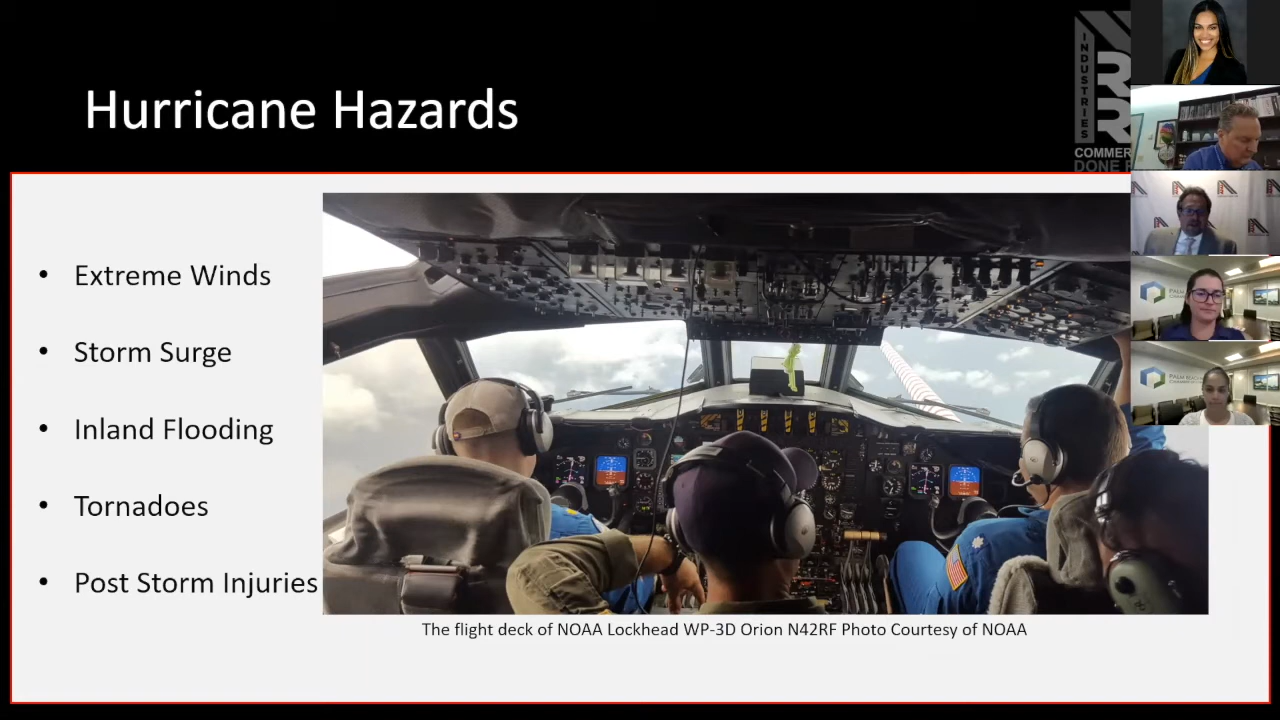 Hurricane Hazards
INDUSTRIES
COMMER
DONE
• Extreme Winds
• Storm Surge
• Inland Flooding
• Tornadoes
• Post Storm Injuries
The flight deck of NOAA Lockhead WP-3D Orion N42RF Photo Courtesy of NOAA